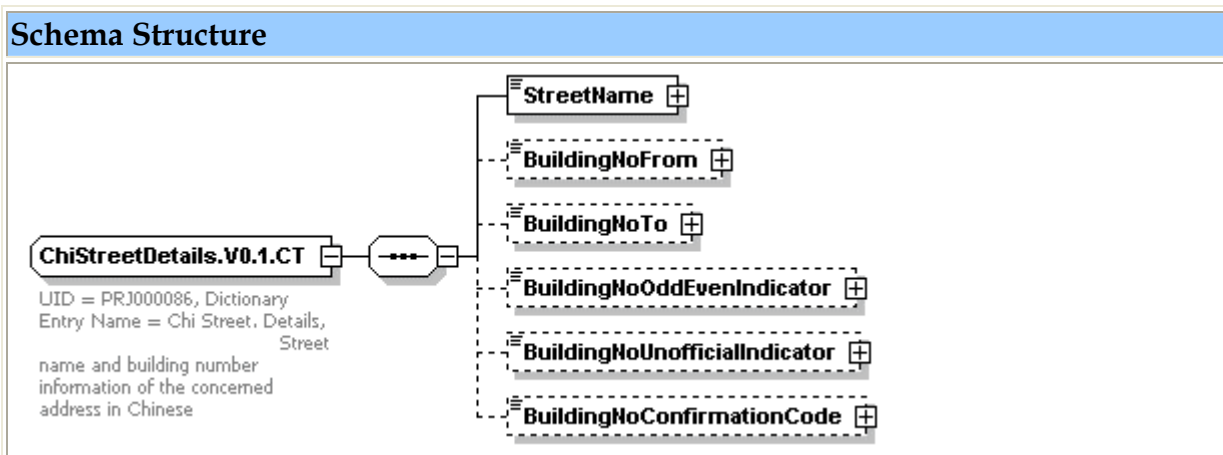 Schema Structure
StreetName
BuildingNoFrom
BuildingNoTo
ChiStreetDetails.V0.1.CT
BuildingNoOddEvenIndicator
BuildingNoUnofficialIndicator
BuildingNoConfirmationCode
UID = PRJ000086, Dictionary
Entry Name = Chi Street. Details,
Street
name and building number
information of the concerned
address in Chinese